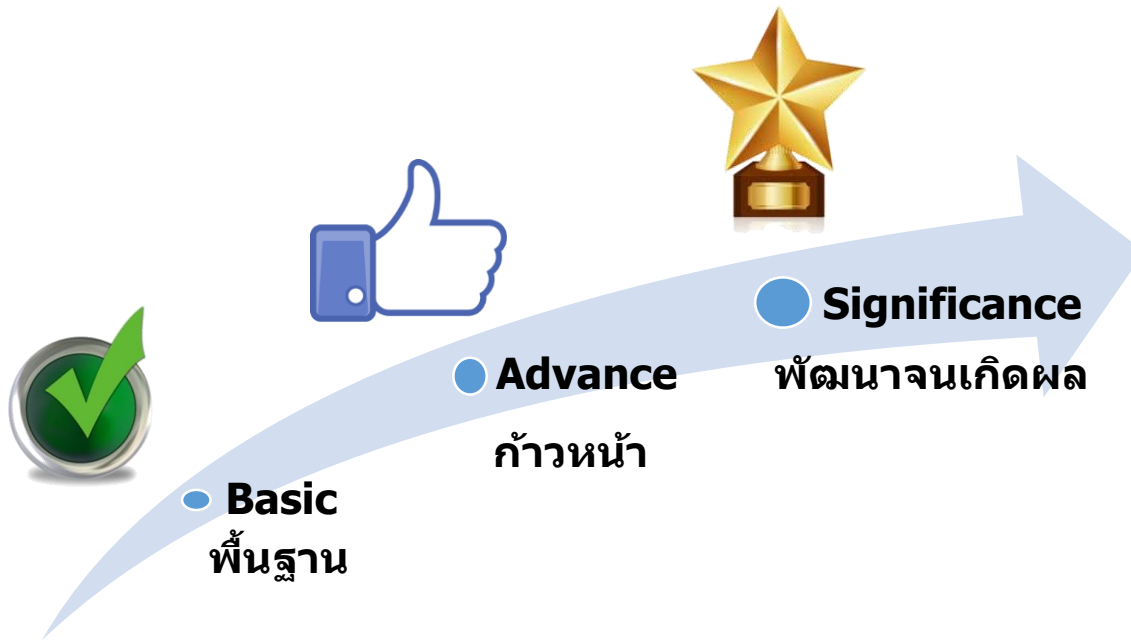 Significance
พัฒนาจนเกิดผล
Advance
ก้าวหน้า
Basic
พื้นฐาน